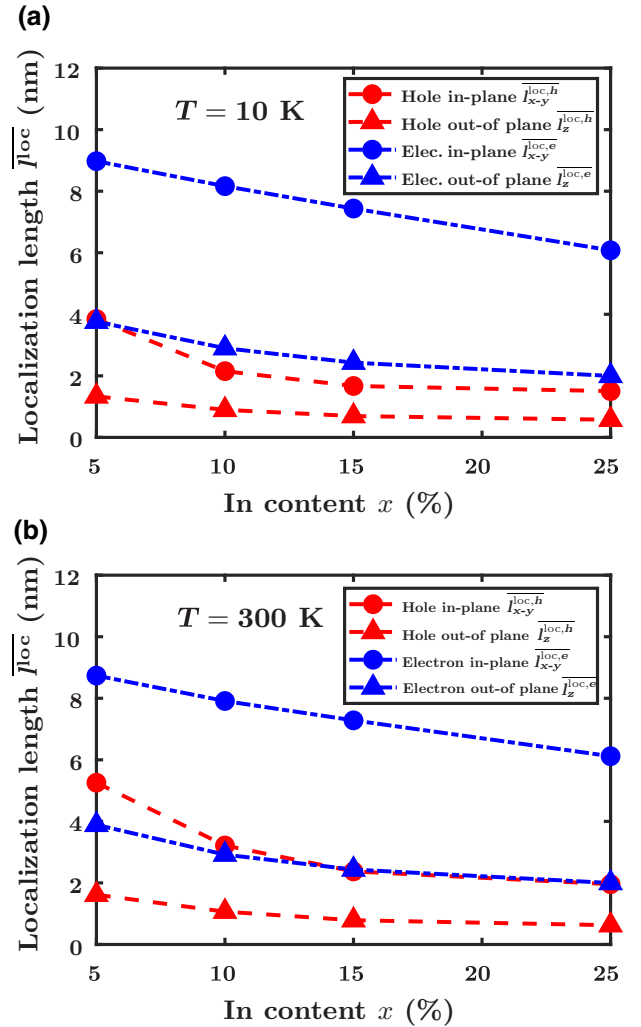 (a)
12
10
8
6
4
2
0
Localization length l^loc (nm)
T = 10 K
Hole in-plane l_x-y^loc,h
Hole out-of plane l_z^loc,h
Elec. in-plane l_x-y^loc,e
Elec. out-of plane l_z^loc,e
5 10 15 20 25
In content x (%)
(b)
12
10
8
6
4
2
0
Localization length l^loc (nm)
T = 300 K
Hole in-plane l_x-y^loc,h
Hole out-of plane l_z^loc,h
Electron in-plane l_x-y^loc,e
Electron out-of plane l_z^loc,e
5 10 15 20 25
In content x (%)